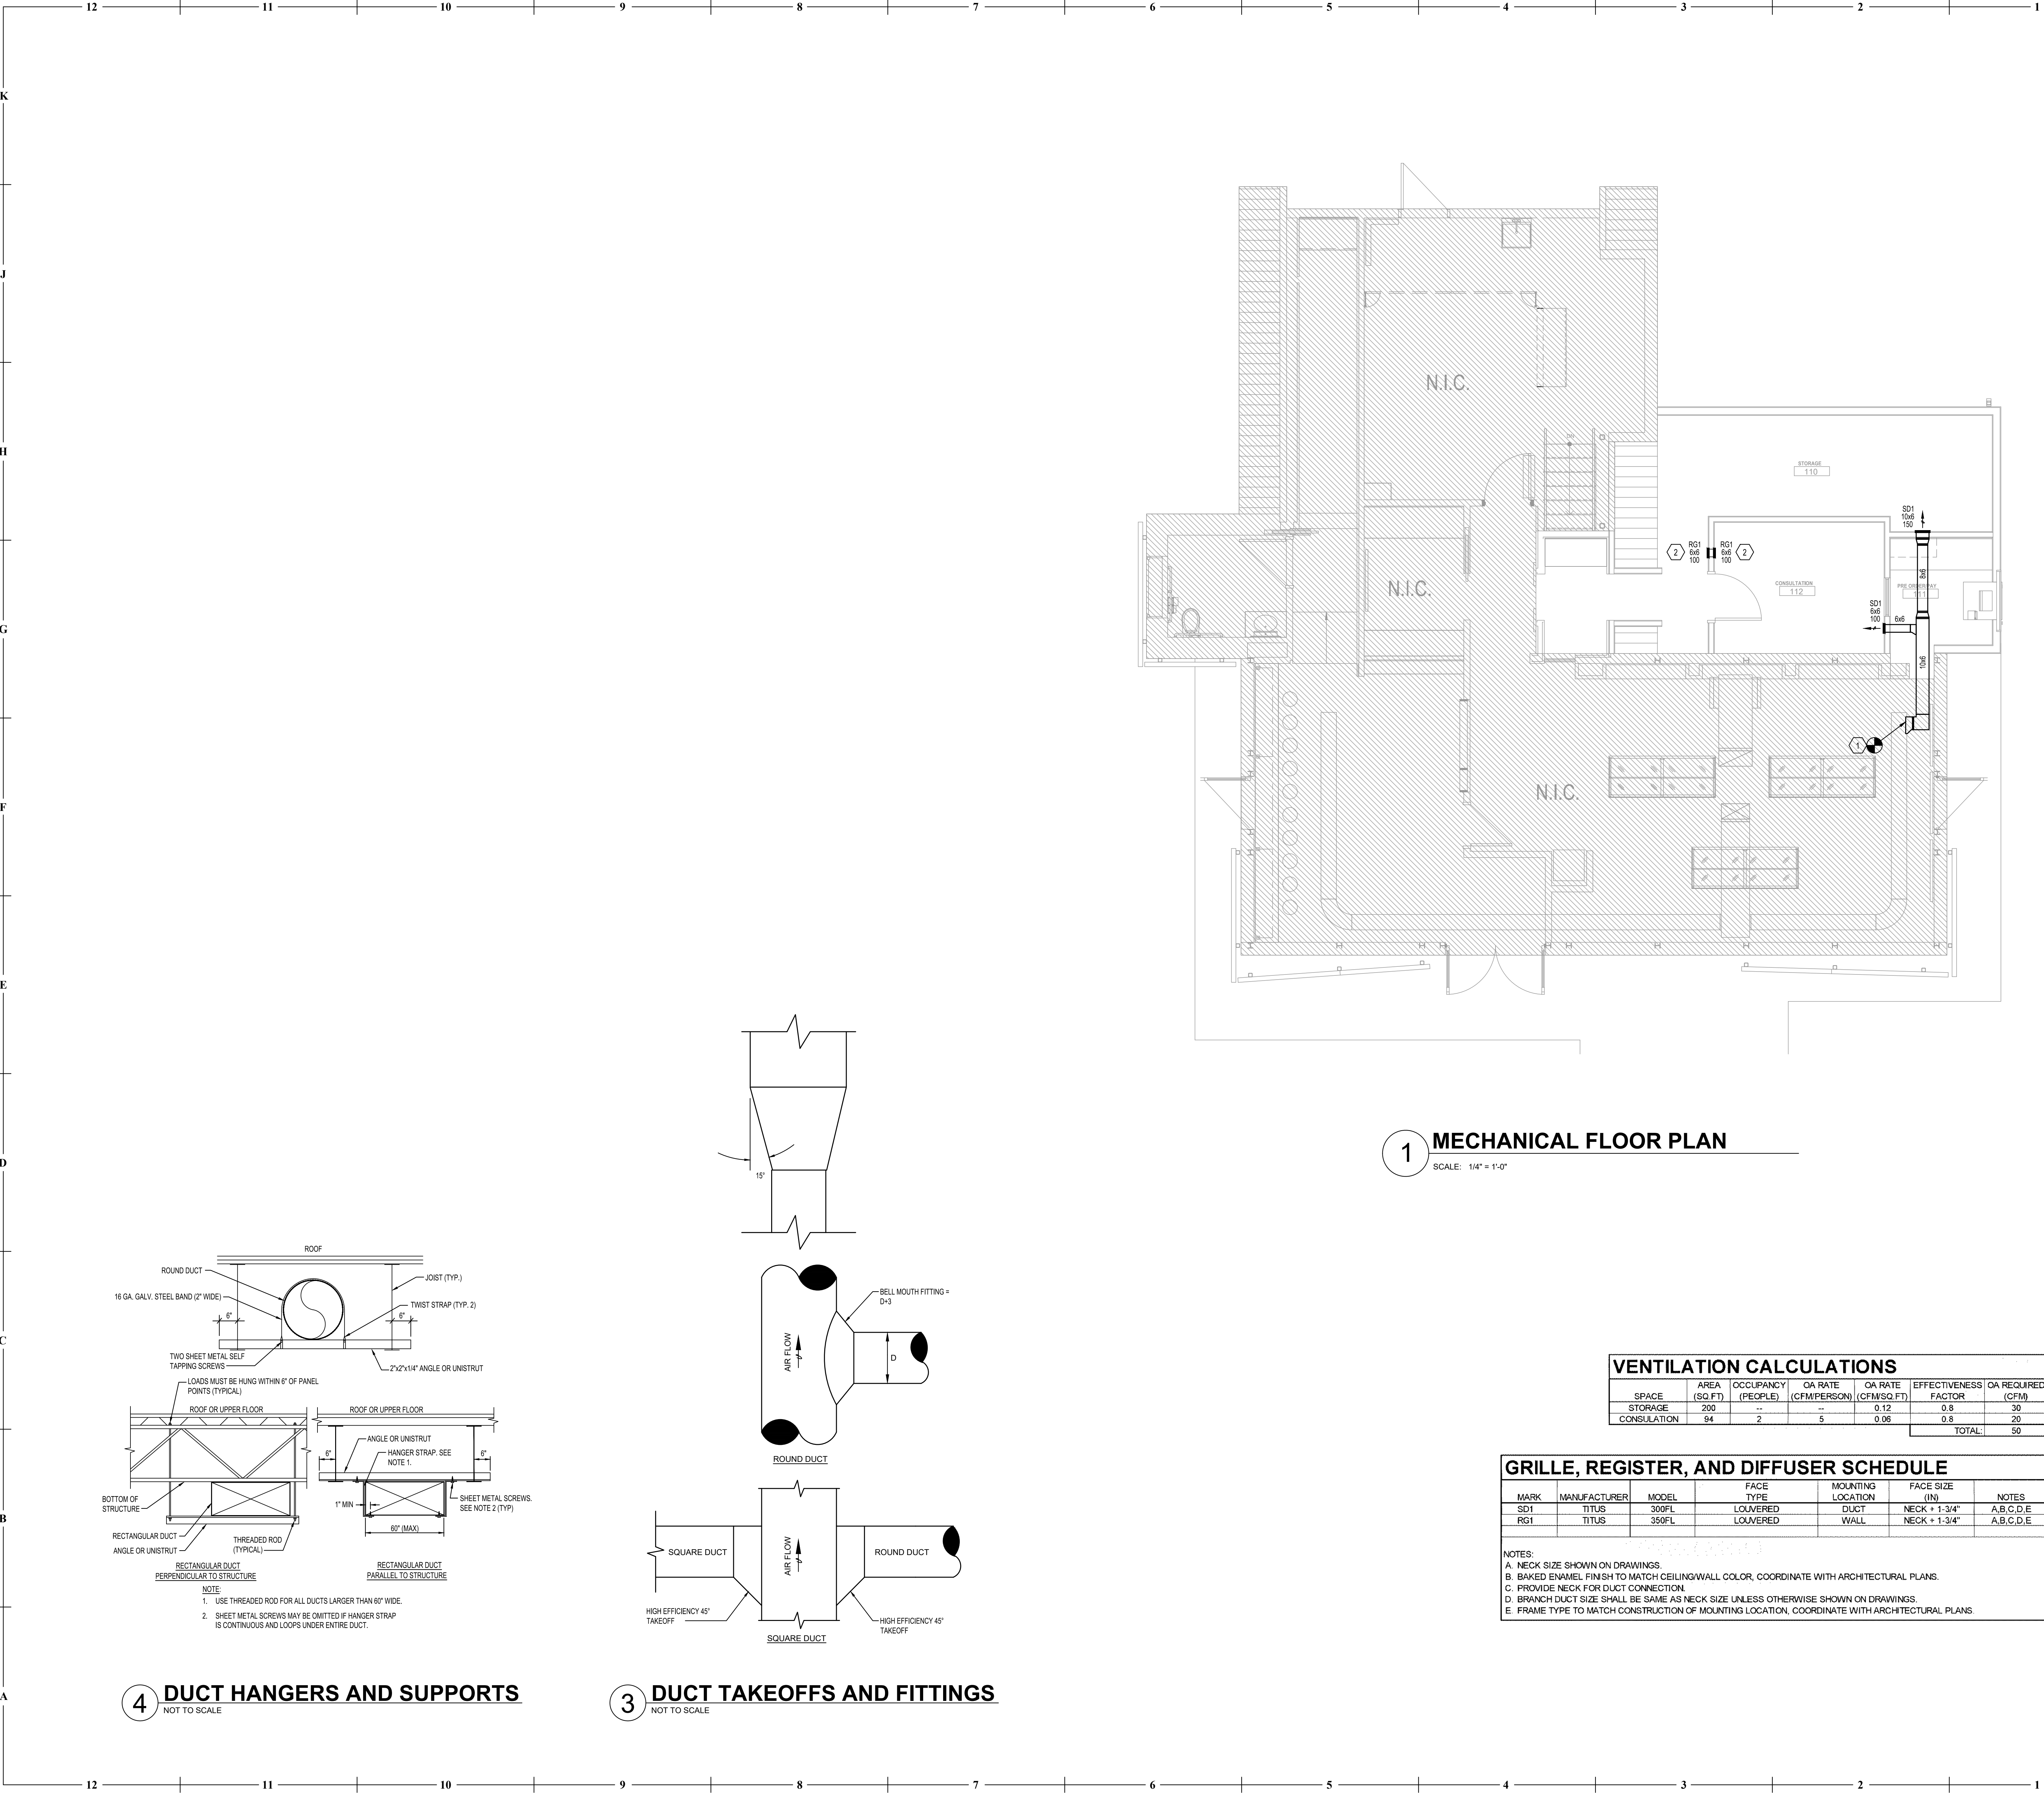 12 11 10 9 8 7 6 5 4 3 2 1
K
J
H
G
F
E
D
C
B
A
N.I.C.
N.I.C.
N.I.C.
DN
STORAGE
110
CONSULTATION
112
PRE ORDER PAY
111
SD1
10x6
150
RG1
6x6
100
RG1
6x6
100
2
2
SD1
6x6
100
6x6
8x6
10x6
1
1
MECHANICAL FLOOR PLAN
SCALE: 1/4" = 1'-0"
15°
BELL MOUTH FITTING =
D+3
AIR FLOW
D
ROUND DUCT
SQUARE DUCT
AIR FLOW
ROUND DUCT
HIGH EFFICIENCY 45°
TAKEOFF
HIGH EFFICIENCY 45°
TAKEOFF
SQUARE DUCT
3
DUCT TAKEOFFS AND FITTINGS
NOT TO SCALE
ROOF
ROUND DUCT
JOIST (TYP.)
16 GA. GALV. STEEL BAND (2" WIDE)
TWIST STRAP (TYP. 2)
6"
6"
TWO SHEET METAL SELF
TAPPING SCREWS
2"x2"x1/4" ANGLE OR UNISTRUT
LOADS MUST BE HUNG WITHIN 6" OF PANEL
POINTS (TYPICAL)
ROOF OR UPPER FLOOR
ROOF OR UPPER FLOOR
ANGLE OR UNISTRUT
6"
HANGER STRAP. SEE
NOTE 1.
6"
BOTTOM OF
STRUCTURE
1" MIN
SHEET METAL SCREWS.
SEE NOTE 2 (TYP)
60" (MAX)
RECTANGULAR DUCT
ANGLE OR UNISTRUT
THREADED ROD
(TYPICAL)
RECTANGULAR DUCT
PERPENDICULAR TO STRUCTURE
RECTANGULAR DUCT
PARALLEL TO STRUCTURE
NOTE:
1. USE THREADED ROD FOR ALL DUCTS LARGER THAN 60" WIDE.
2. SHEET METAL SCREWS MAY BE OMITTED IF HANGER STRAP
IS CONTINUOUS AND LOOPS UNDER ENTIRE DUCT.
4
DUCT HANGERS AND SUPPORTS
NOT TO SCALE
VENTILATION CALCULATIONS
SPACE AREA (SQ.FT) OCCUPANCY (PEOPLE) OA RATE (CFM/PERSON) OA RATE (CFM/SQ.FT) EFFECTIVENESS FACTOR OA REQUIRED (CFM)
STORAGE 200 -- -- 0.12 0.8 30
CONSULATION 94 2 5 0.06 0.8 20
TOTAL: 50
GRILLE, REGISTER, AND DIFFUSER SCHEDULE
MARK MANUFACTURER MODEL FACE TYPE MOUNTING LOCATION FACE SIZE (IN) NOTES
SD1 TITUS 300FL LOUVERED DUCT NECK + 1-3/4" A,B,C,D,E
RG1 TITUS 350FL LOUVERED WALL NECK + 1-3/4" A,B,C,D,E
NOTES:
A. NECK SIZE SHOWN ON DRAWINGS.
B. BAKED ENAMEL FINISH TO MATCH CEILING/WALL COLOR, COORDINATE WITH ARCHITECTURAL PLANS.
C. PROVIDE NECK FOR DUCT CONNECTION.
D. BRANCH DUCT SIZE SHALL BE SAME AS NECK SIZE UNLESS OTHERWISE SHOWN ON DRAWINGS.
E. FRAME TYPE TO MATCH CONSTRUCTION OF MOUNTING LOCATION, COORDINATE WITH ARCHITECTURAL PLANS.
12 11 10 9 8 7 6 5 4 3 2 1